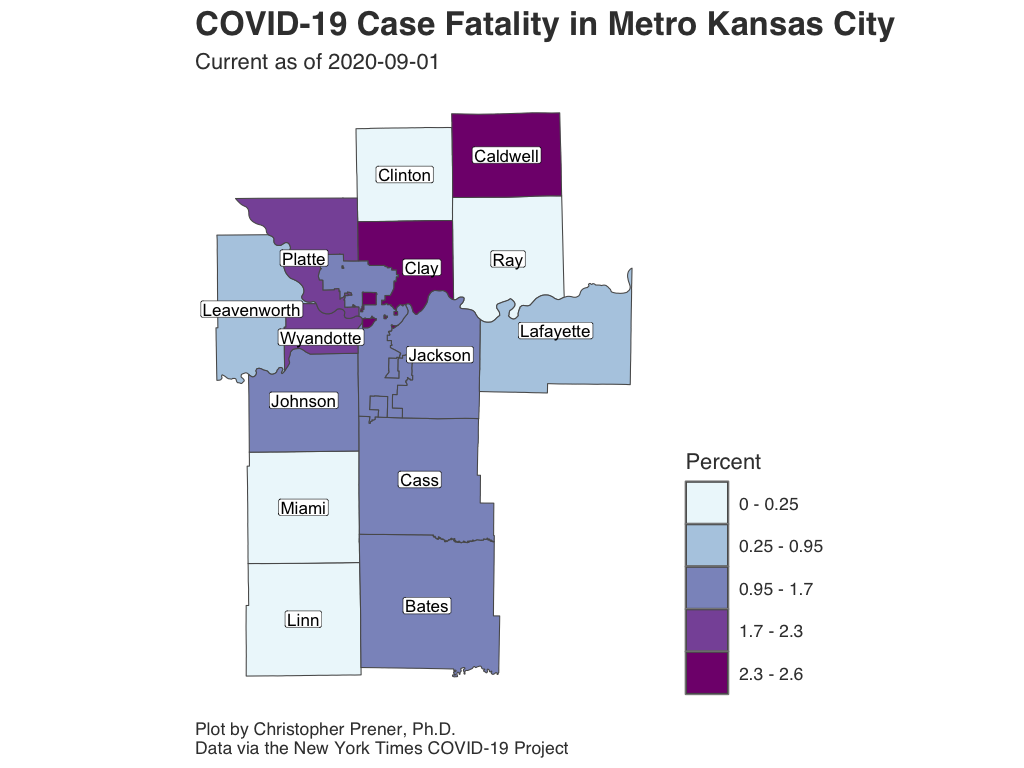 COVID-19 Case Fatality in Metro Kansas City
Current as of 2020-09-01
Caldwell
Clinton
Platte
Clay
Ray
Leavenworth
Wyandotte
Lafayette
Jackson
Johnson
Cass
Miami
Bates
Linn
Percent
0 - 0.25
0.25 - 0.95
0.95 - 1.7
1.7 - 2.3
2.3 - 2.6
Plot by Christopher Prener, Ph.D.
Data via the New York Times COVID-19 Project